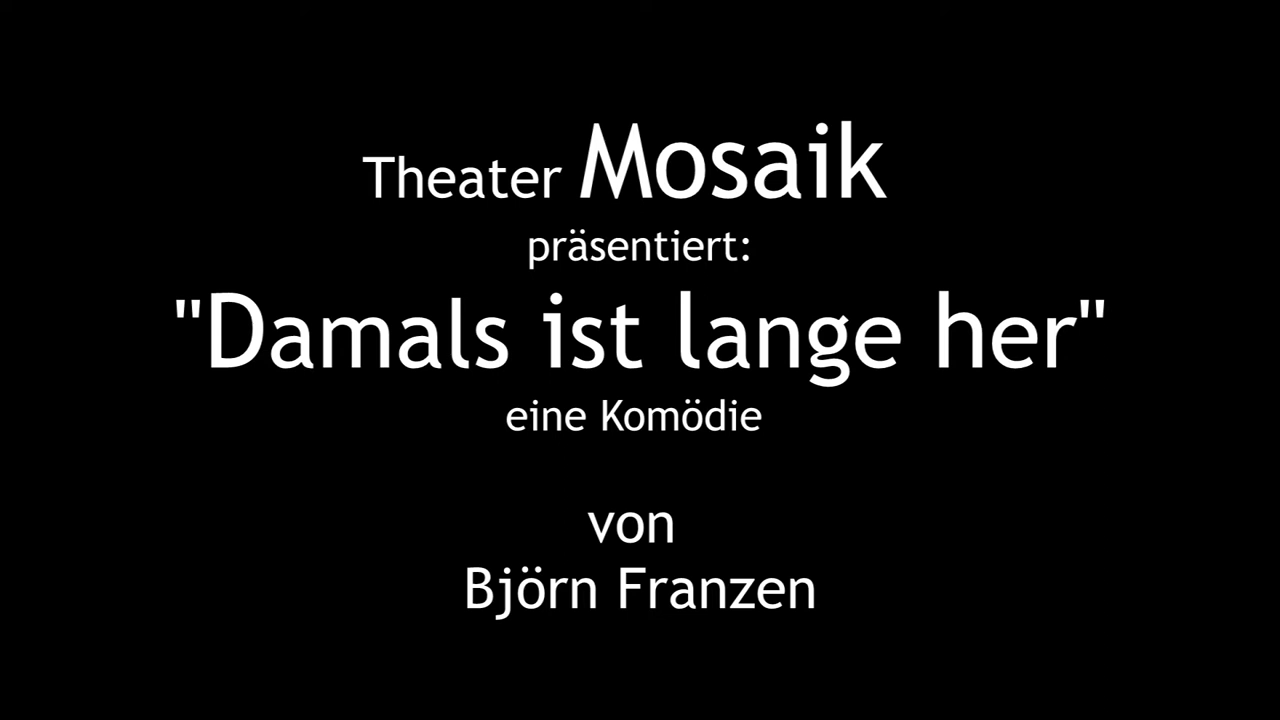 Theater Mosaik
präsentiert:
"Damals ist lange her"
eine Komödie
von
Björn Franzen